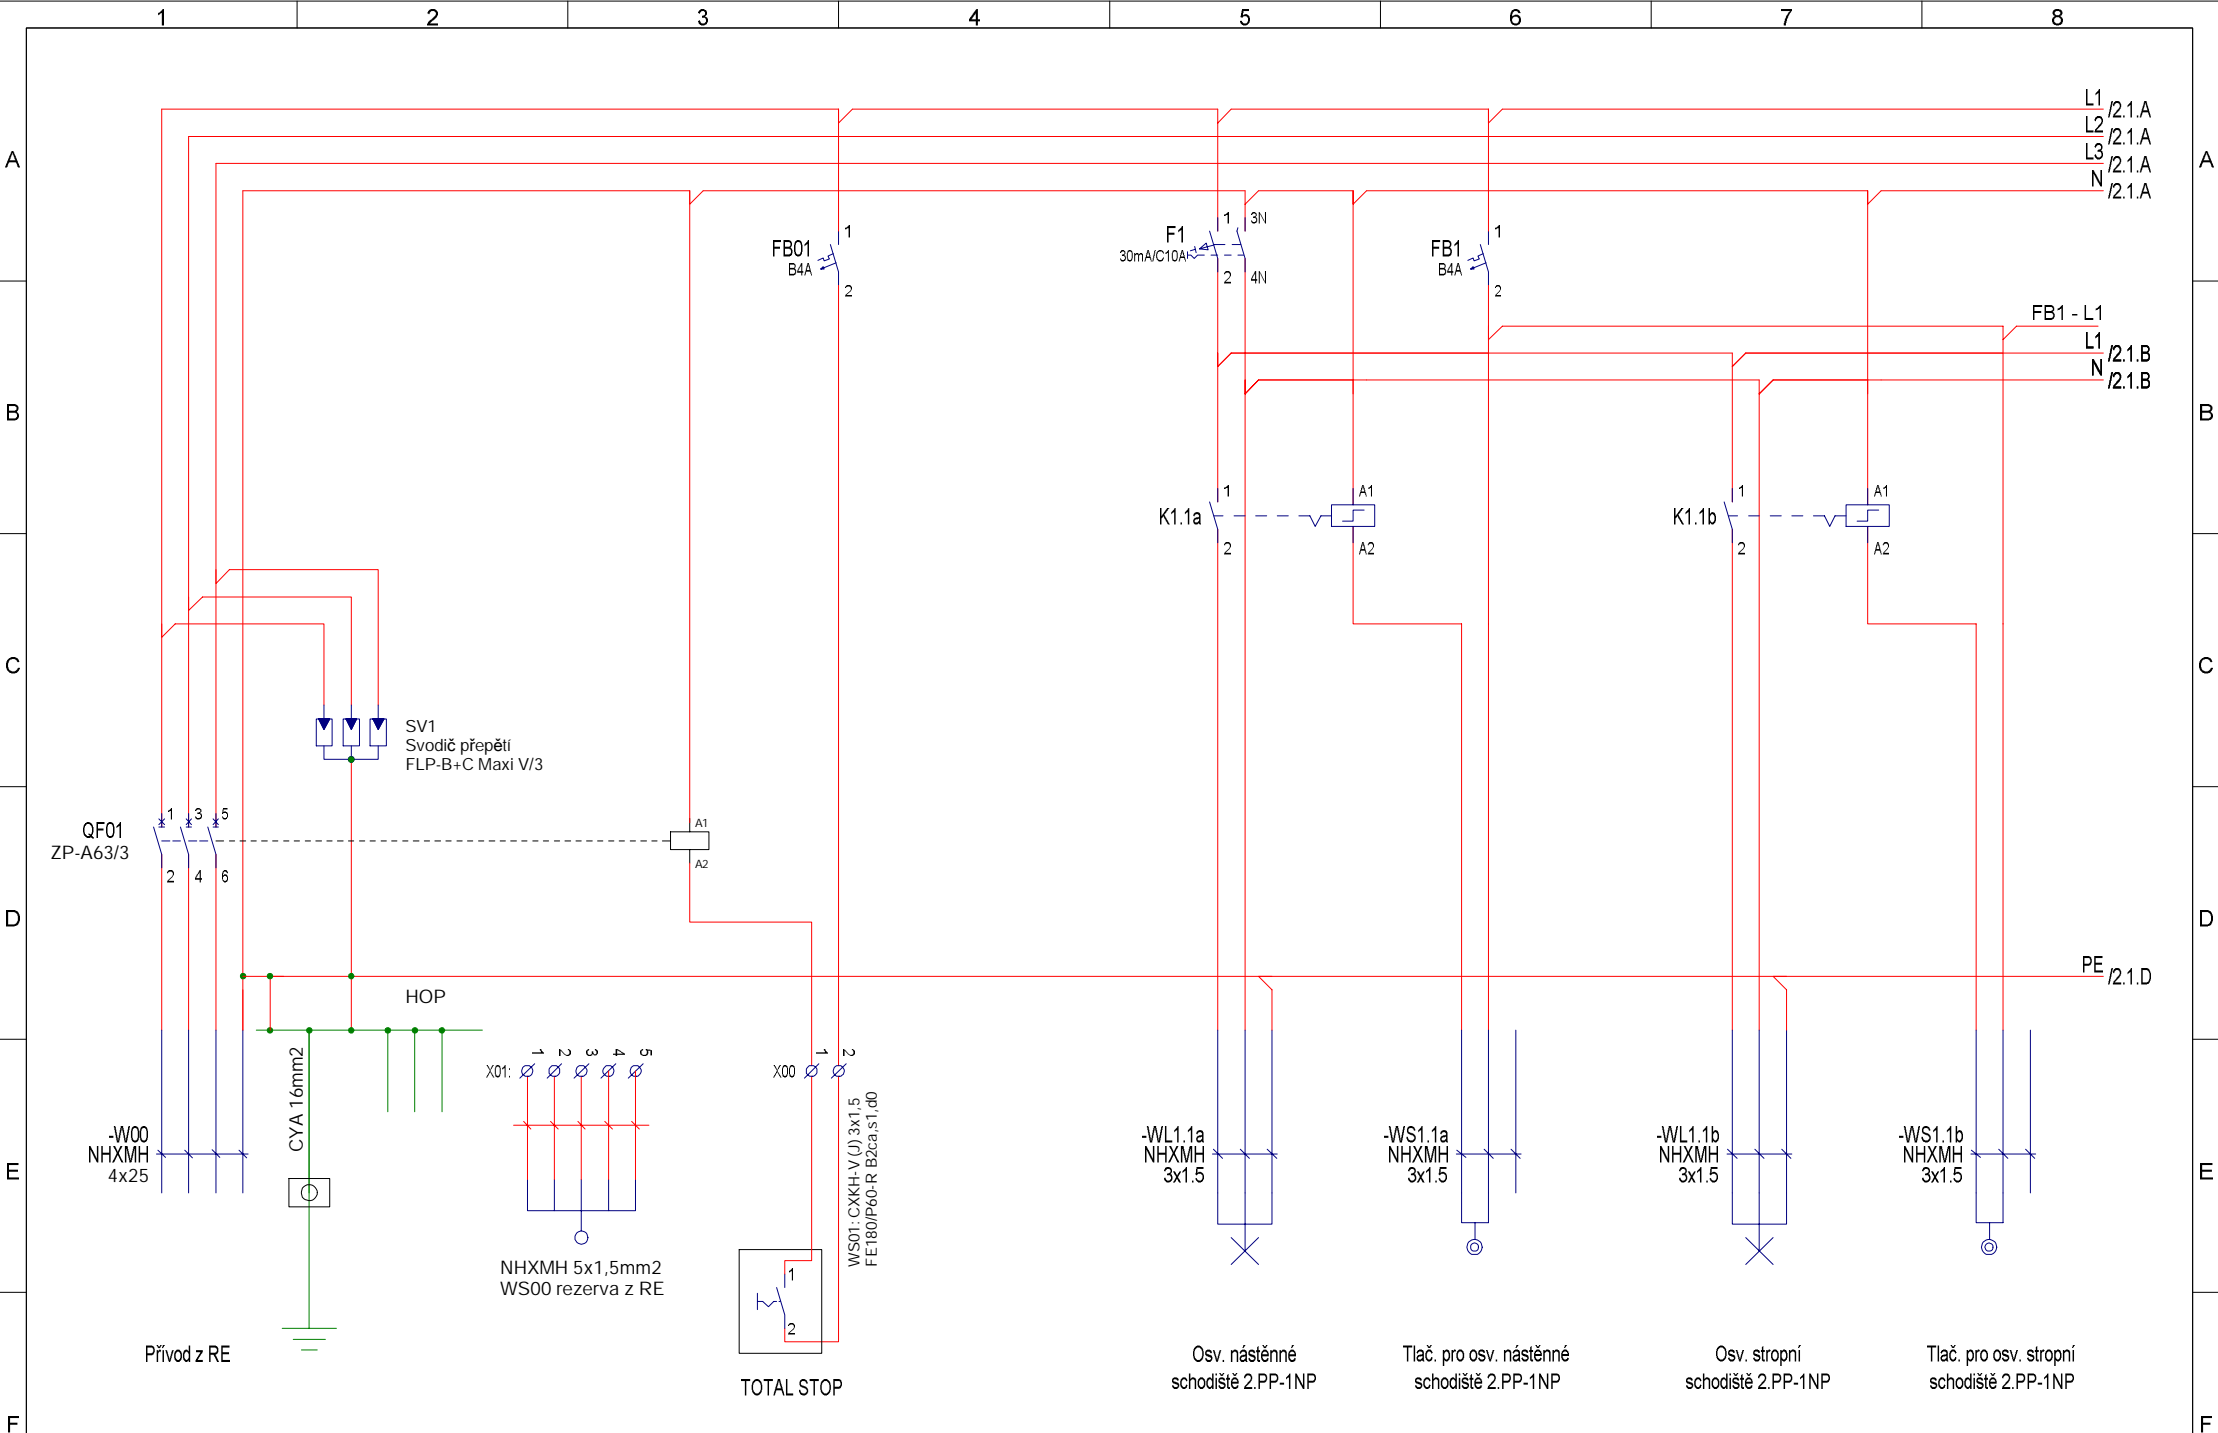 1 2 3 4 5 6 7 8
A A
B B
C C
D D
E E
F F
L1 /2.1.A
L2 /2.1.A
L3 /2.1.A
N /2.1.A
FB01
B4A
1
2
F1
30mA/C10A
1 3N
2 4N
FB1
B4A
1
2
FB1 - L1
L1 /2.1.B
N /2.1.B
K1.1a
1
2
A1
A2
K1.1b
1
2
A1
A2
SV1
Svodič přepětí
FLP-B+C Maxi V/3
QF01
ZP-A63/3
1 3 5
2 4 6
A1
A2
PE /2.1.D
HOP
CYA 16mm2
X01: 1 2 3 4 5
X00 1 2
WS01: CXKH-V (J) 3x1,5
FE180/P60-R B2ca,s1,d0
-W00
NHXMH
4x25
-WL1.1a
NHXMH
3x1.5
-WS1.1a
NHXMH
3x1.5
-WL1.1b
NHXMH
3x1.5
-WS1.1b
NHXMH
3x1.5
NHXMH 5x1,5mm2
WS00 rezerva z RE
1
2
Přívod z RE
TOTAL STOP
Osv. nástěnné
schodiště 2.PP-1NP
Tlač. pro osv. nástěnné
schodiště 2.PP-1NP
Osv. stropní
schodiště 2.PP-1NP
Tlač. pro osv. stropní
schodiště 2.PP-1NP